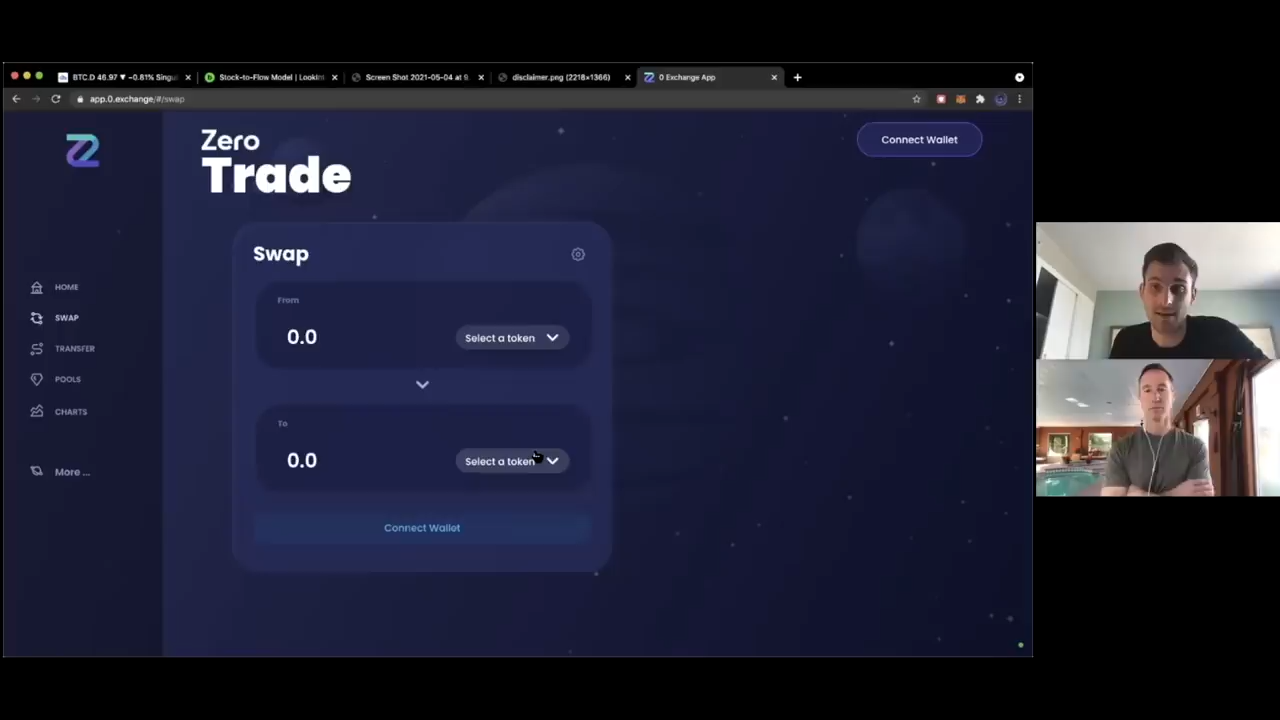 BTC.D 46.97 ▼ −0.81% Singul
Stock-to-Flow Model | Lookin
Screen Shot 2021-05-04 at 9.
disclaimer.png (2218×1366)
0 Exchange App
app.0.exchange/#/swap
Zero
Trade
Connect Wallet
HOME
SWAP
TRANSFER
POOLS
CHARTS
More ...
Swap
From
0.0
Select a token
To
0.0
Select a token
Connect Wallet